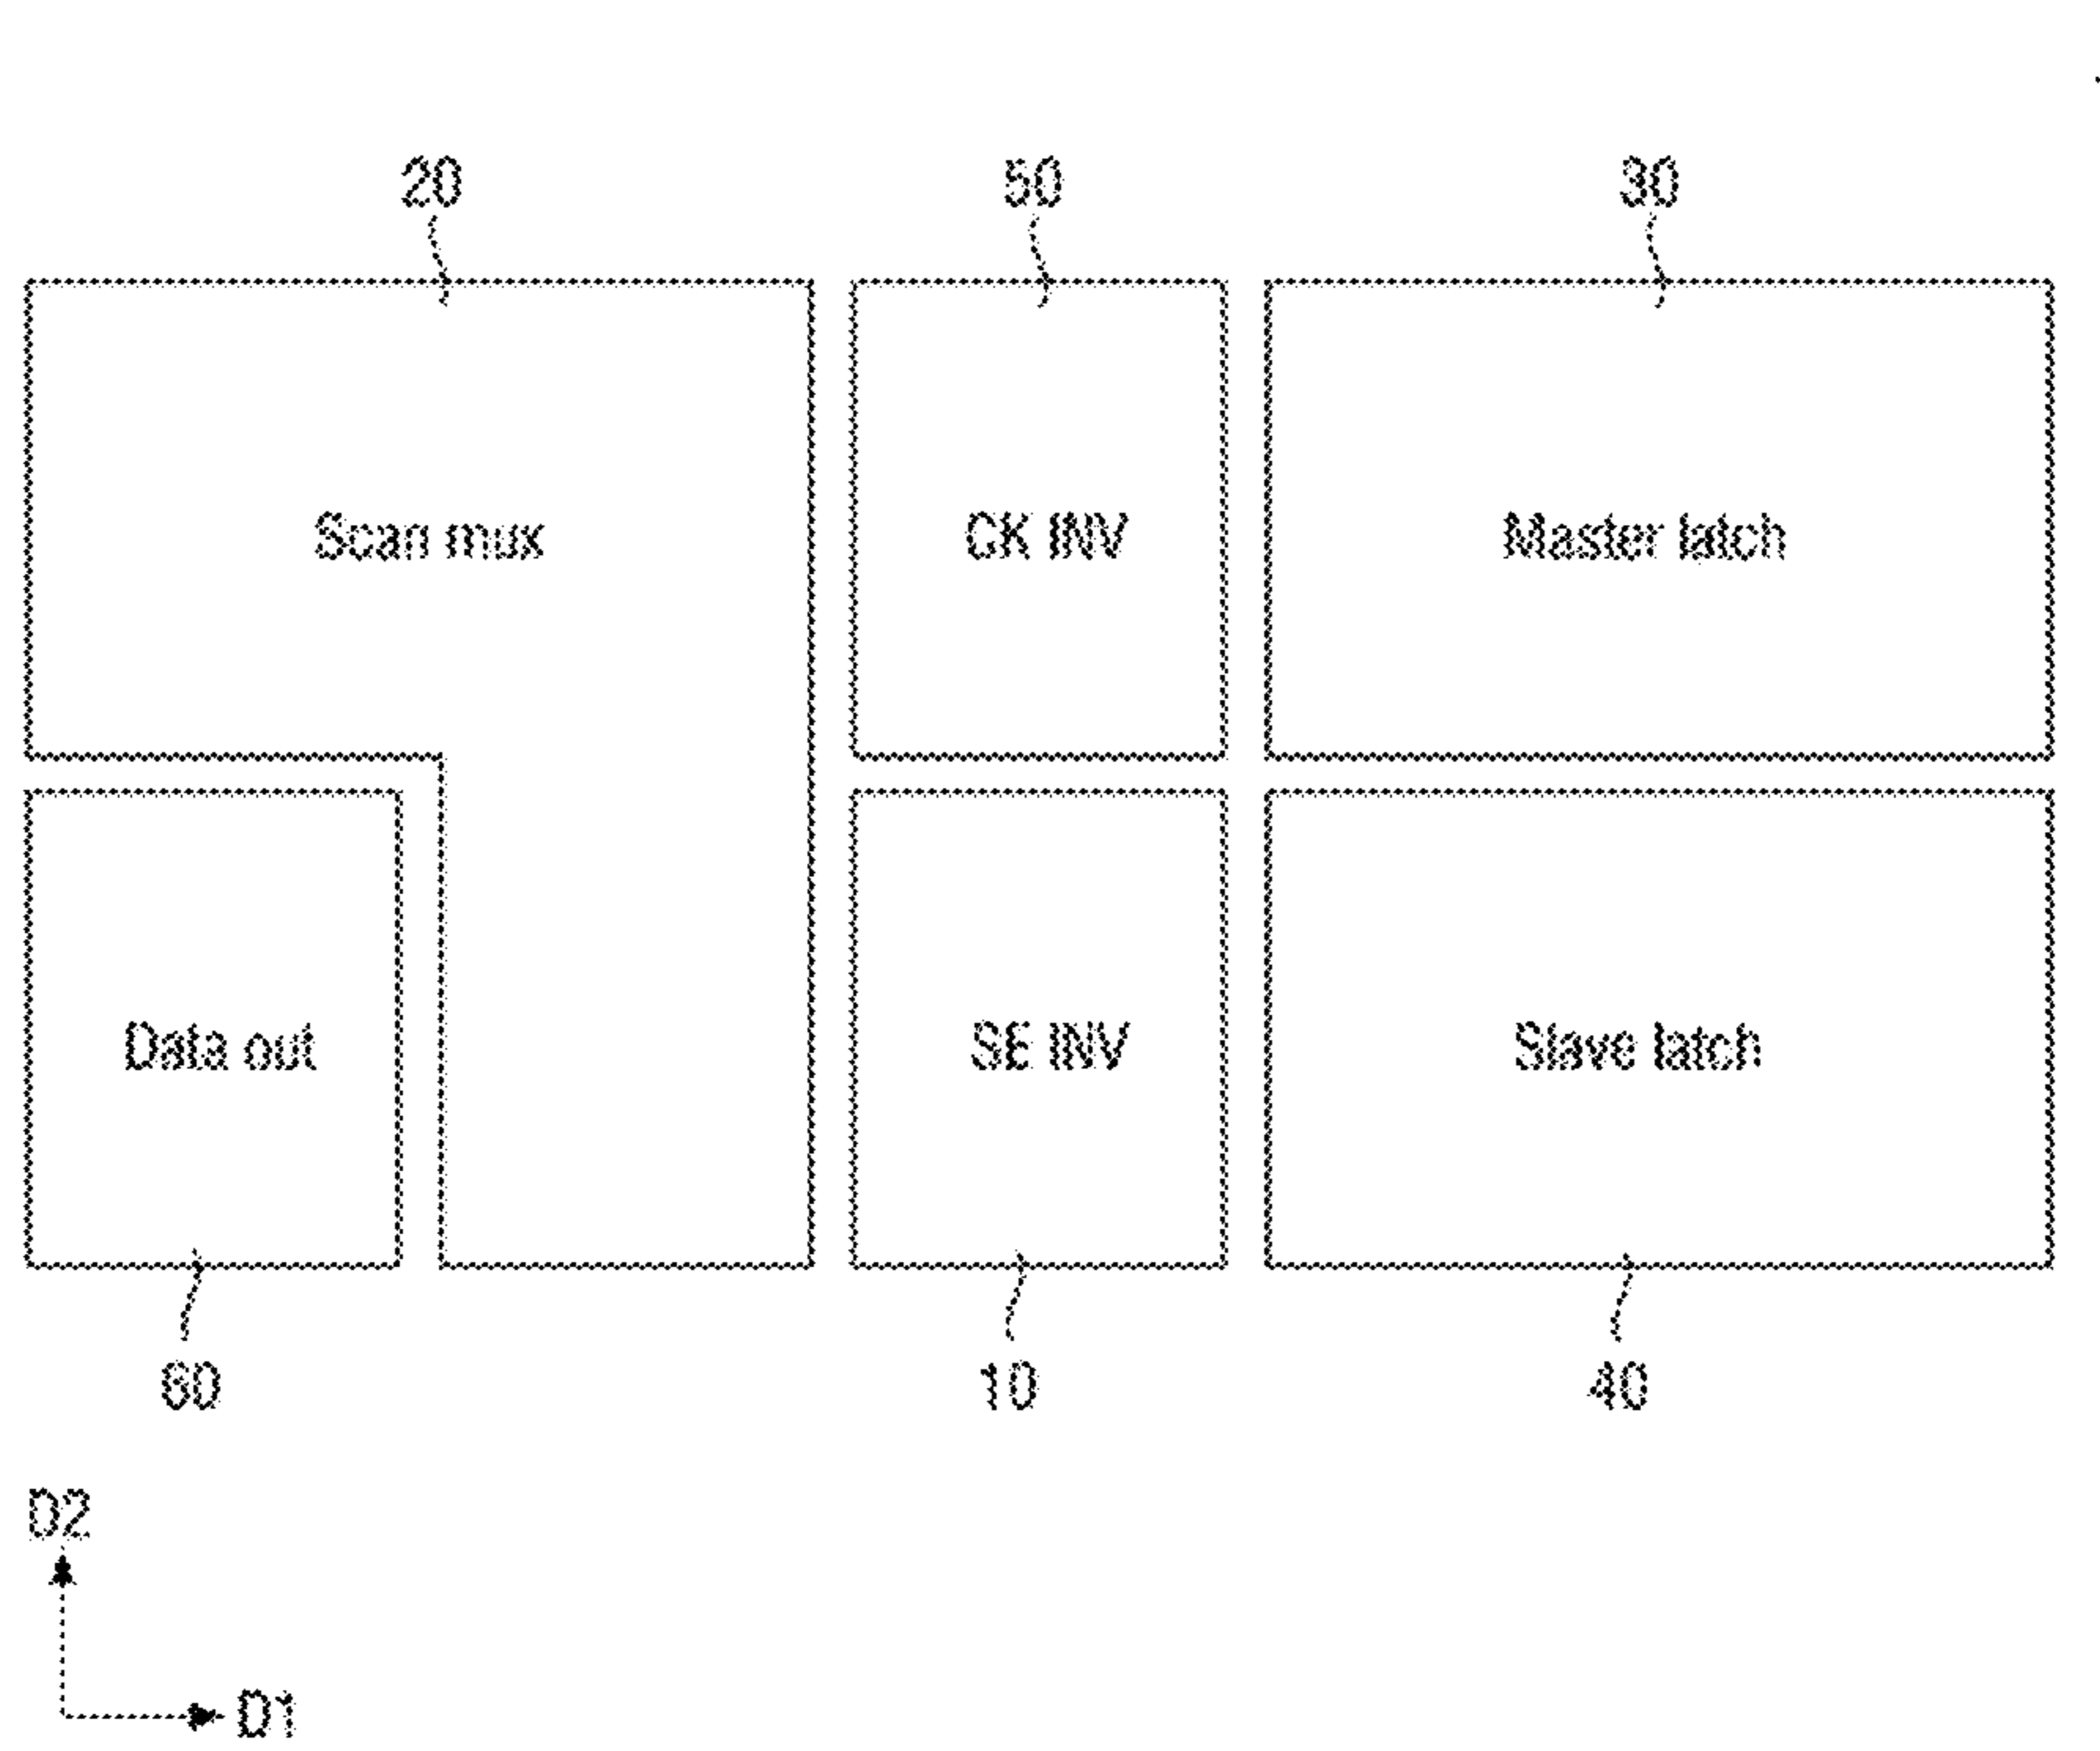 20 50 30
Scan mux CK INV Master latch
Data out SE INV Slave latch
60 10 40
D2
D1